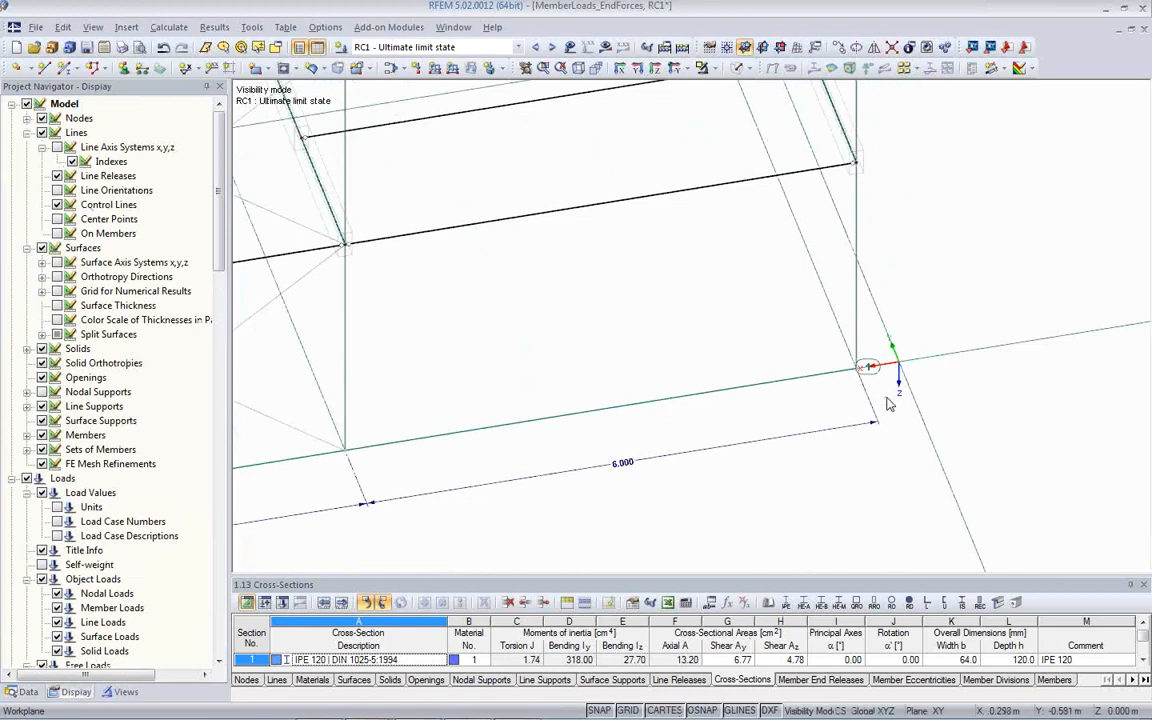 RFEM 5.02.0012 (64bit) - [MemberLoads_EndForces, RC1*]
File Edit View Insert Calculate Results Tools Table Options Add-on Modules Window Help
RC1 - Ultimate limit state
Project Navigator - Display
Model
Nodes
Lines
Line Axis Systems x,y,z
Indexes
Line Releases
Line Orientations
Control Lines
Center Points
On Members
Surfaces
Surface Axis Systems x,y,z
Orthotropy Directions
Grid for Numerical Results
Surface Thickness
Color Scale of Thicknesses in Pa
Split Surfaces
Solids
Solid Orthotropies
Openings
Nodal Supports
Line Supports
Surface Supports
Members
Sets of Members
FE Mesh Refinements
Loads
Load Values
Units
Load Case Numbers
Load Case Descriptions
Title Info
Self-weight
Object Loads
Nodal Loads
Member Loads
Line Loads
Surface Loads
Solid Loads
Free Loads
Data Display Views
Visibility mode
RC1 : Ultimate limit state
Z
6.000
1.13 Cross-Sections
A B C D E F G H I J K L M
Section No. Cross-Section Description Material No. Moments of inertia [cm⁴] Torsion J Bending Iy Bending Iz Cross-Sectional Areas [cm²] Axial A Shear Ay Shear Az Principal Axes α [°] Rotation α' [°] Overall Dimensions [mm] Width b Depth h Comment
1 IPE 120 | DIN 1025-5:1994 1 1.74 318.00 27.70 13.20 6.77 4.78 0.00 0.00 64.0 120.0 IPE 120
Nodes Lines Materials Surfaces Solids Openings Nodal Supports Line Supports Surface Supports Line Releases Cross-Sections Member End Releases Member Eccentricities Member Divisions Members
Workplane SNAP GRID CARTES OSNAP GLINES DXF Visibility Mode CS: Global XYZ Plane: XY X: 0.298 m Y: -0.591 m Z: 0.000 m